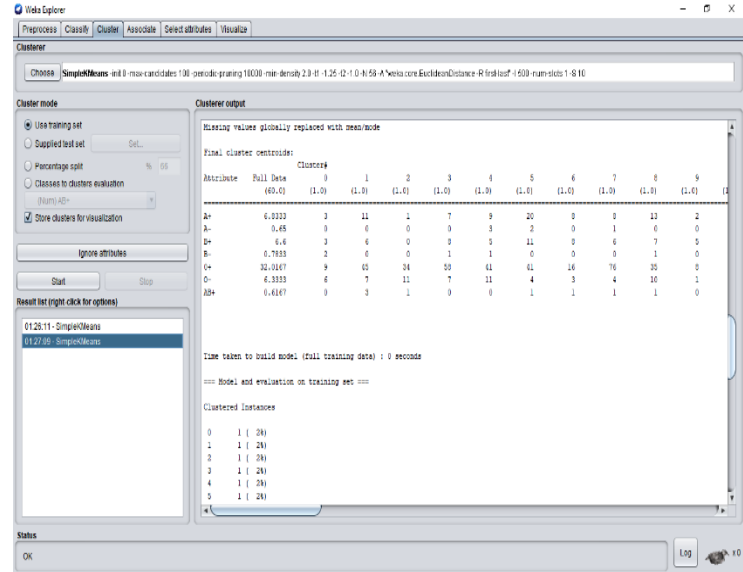 Weka Explorer
Preprocess Classify Cluster Associate Select attributes Visualize
Clusterer
Choose SimpleKMeans -init 0 -max-candidates 100 -periodic-pruning 10000 -min-density 2.0 -t1 -1.25 -t2 -1.0 -N 58 -A "weka.core.EuclideanDistance -R first-last" -I 500 -num-slots 1 -S 10
Cluster mode
Use training set
Supplied test set Set...
Percentage split % 66
Classes to clusters evaluation
(Num) AB+
Store clusters for visualization
Ignore attributes
Start Stop
Result list (right-click for options)
01:26:11 - SimpleKMeans
01:27:09 - SimpleKMeans
Clusterer output
Missing values globally replaced with mean/mode
Final cluster centroids:
Cluster#
Attribute Full Data 0 1 2 3 4 5 6 7 8 9
(60.0) (1.0) (1.0) (1.0) (1.0) (1.0) (1.0) (1.0) (1.0) (1.0) (1.0)
A+ 6.8333 3 11 1 7 9 20 8 8 13 2
A- 0.65 0 0 0 0 3 2 0 1 0 0
B+ 6.6 3 6 0 8 5 11 8 6 7 5
B- 0.7833 2 0 0 1 1 0 0 0 1 0
O+ 32.0167 9 65 34 58 61 61 16 76 35 8
O- 6.3333 6 7 11 7 11 4 3 4 10 1
AB+ 0.6167 0 3 1 0 0 1 1 1 1 0
Time taken to build model (full training data) : 0 seconds
=== Model and evaluation on training set ===
Clustered Instances
0 1 ( 2%)
1 1 ( 2%)
2 1 ( 2%)
3 1 ( 2%)
4 1 ( 2%)
5 1 ( 2%)
Status
OK
Log
x 0